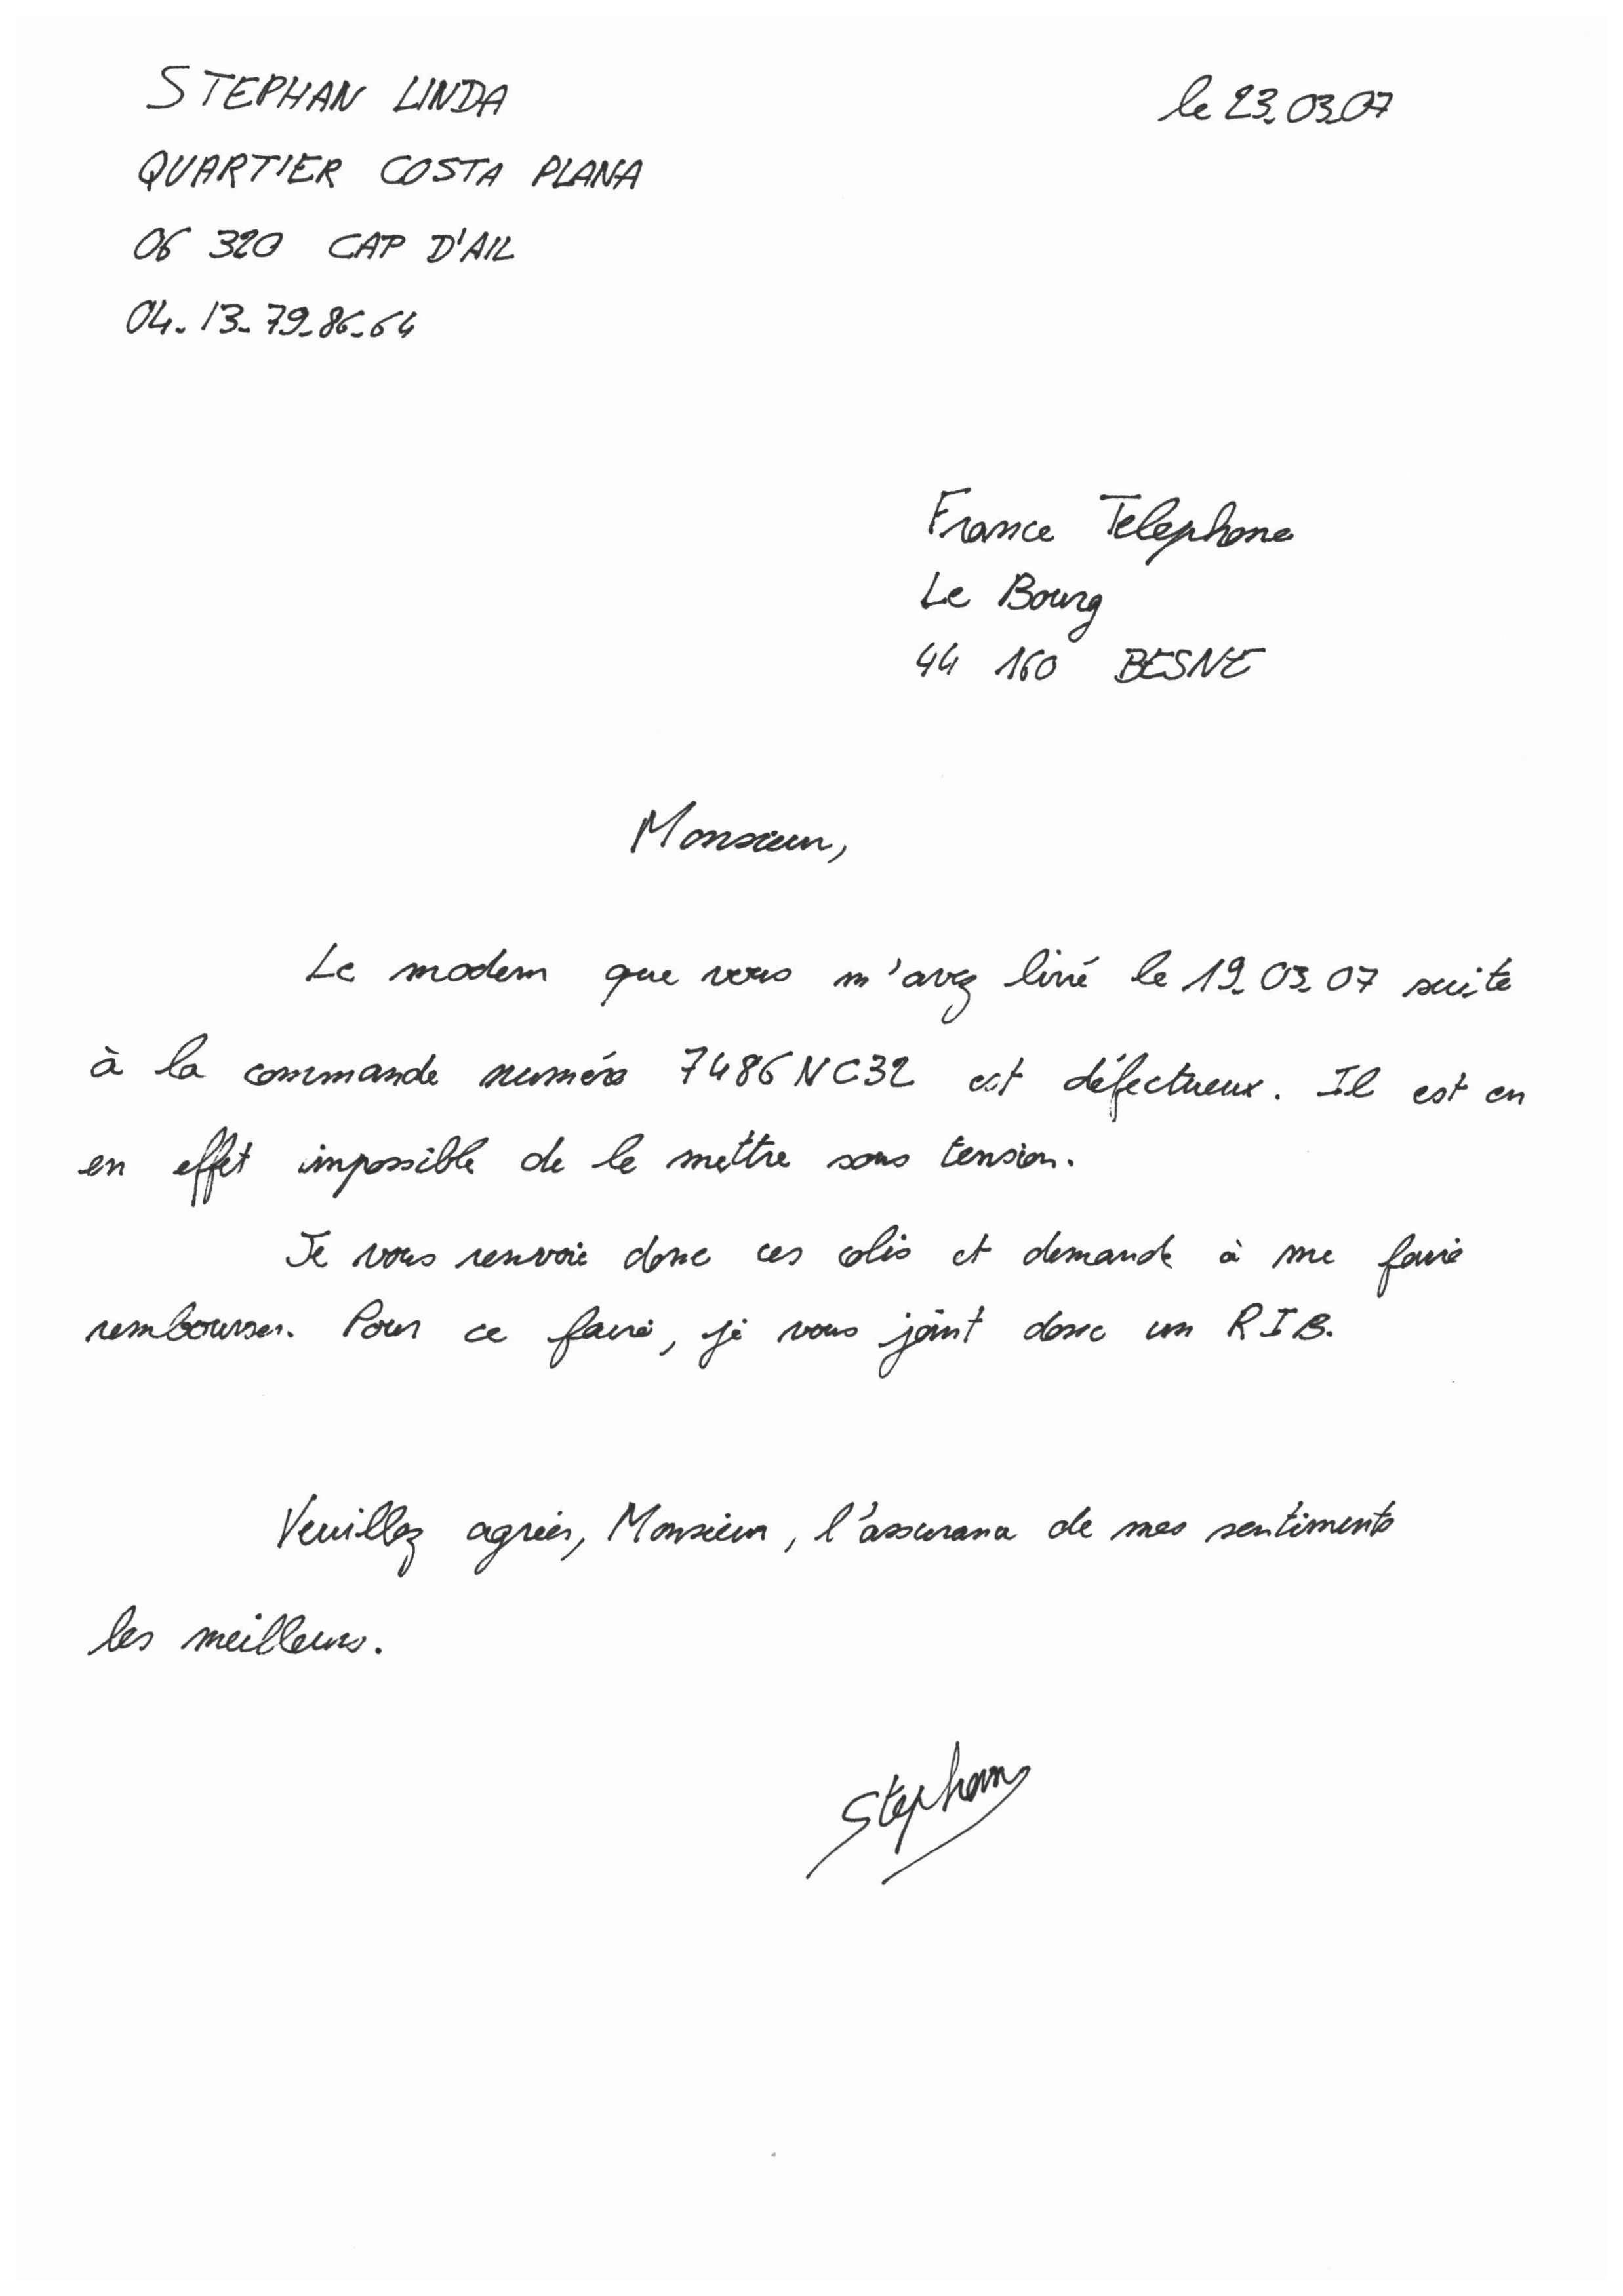 STEPHAN LINDA
le 23.03.07
QUARTIER COSTA PLANA
06 320 CAP D'AIL
04.13.79.86.64
France Telephone
Le Bourg
44 160 BESNE
Monsieur,
Le modem que vous m'avez livré le 19.03.07 suite
à la commande numéro 7486NC32 est défectueux. Il est en
en effet impossible de le mettre sous tension.
Je vous renvoie donc ces colis et demande à me faire
rembourser. Pour ce faire, je vous joint donc un RIB.
Veuillez agréer, Monsieur, l'assurance de mes sentiments
les meilleurs.
Stephan